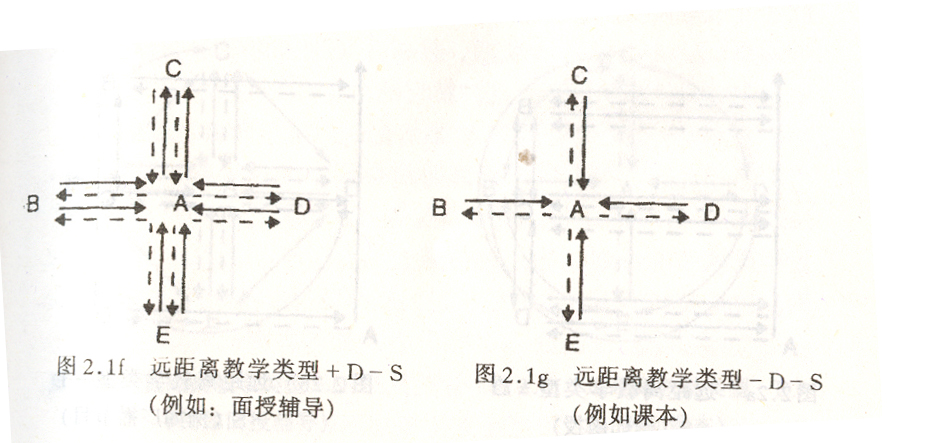 C
B A D
E
图2.1f 远距离教学类型+D-S
(例如: 面授辅导)
C
B A D
E
图2.1g 远距离教学类型-D-S
(例如课本)